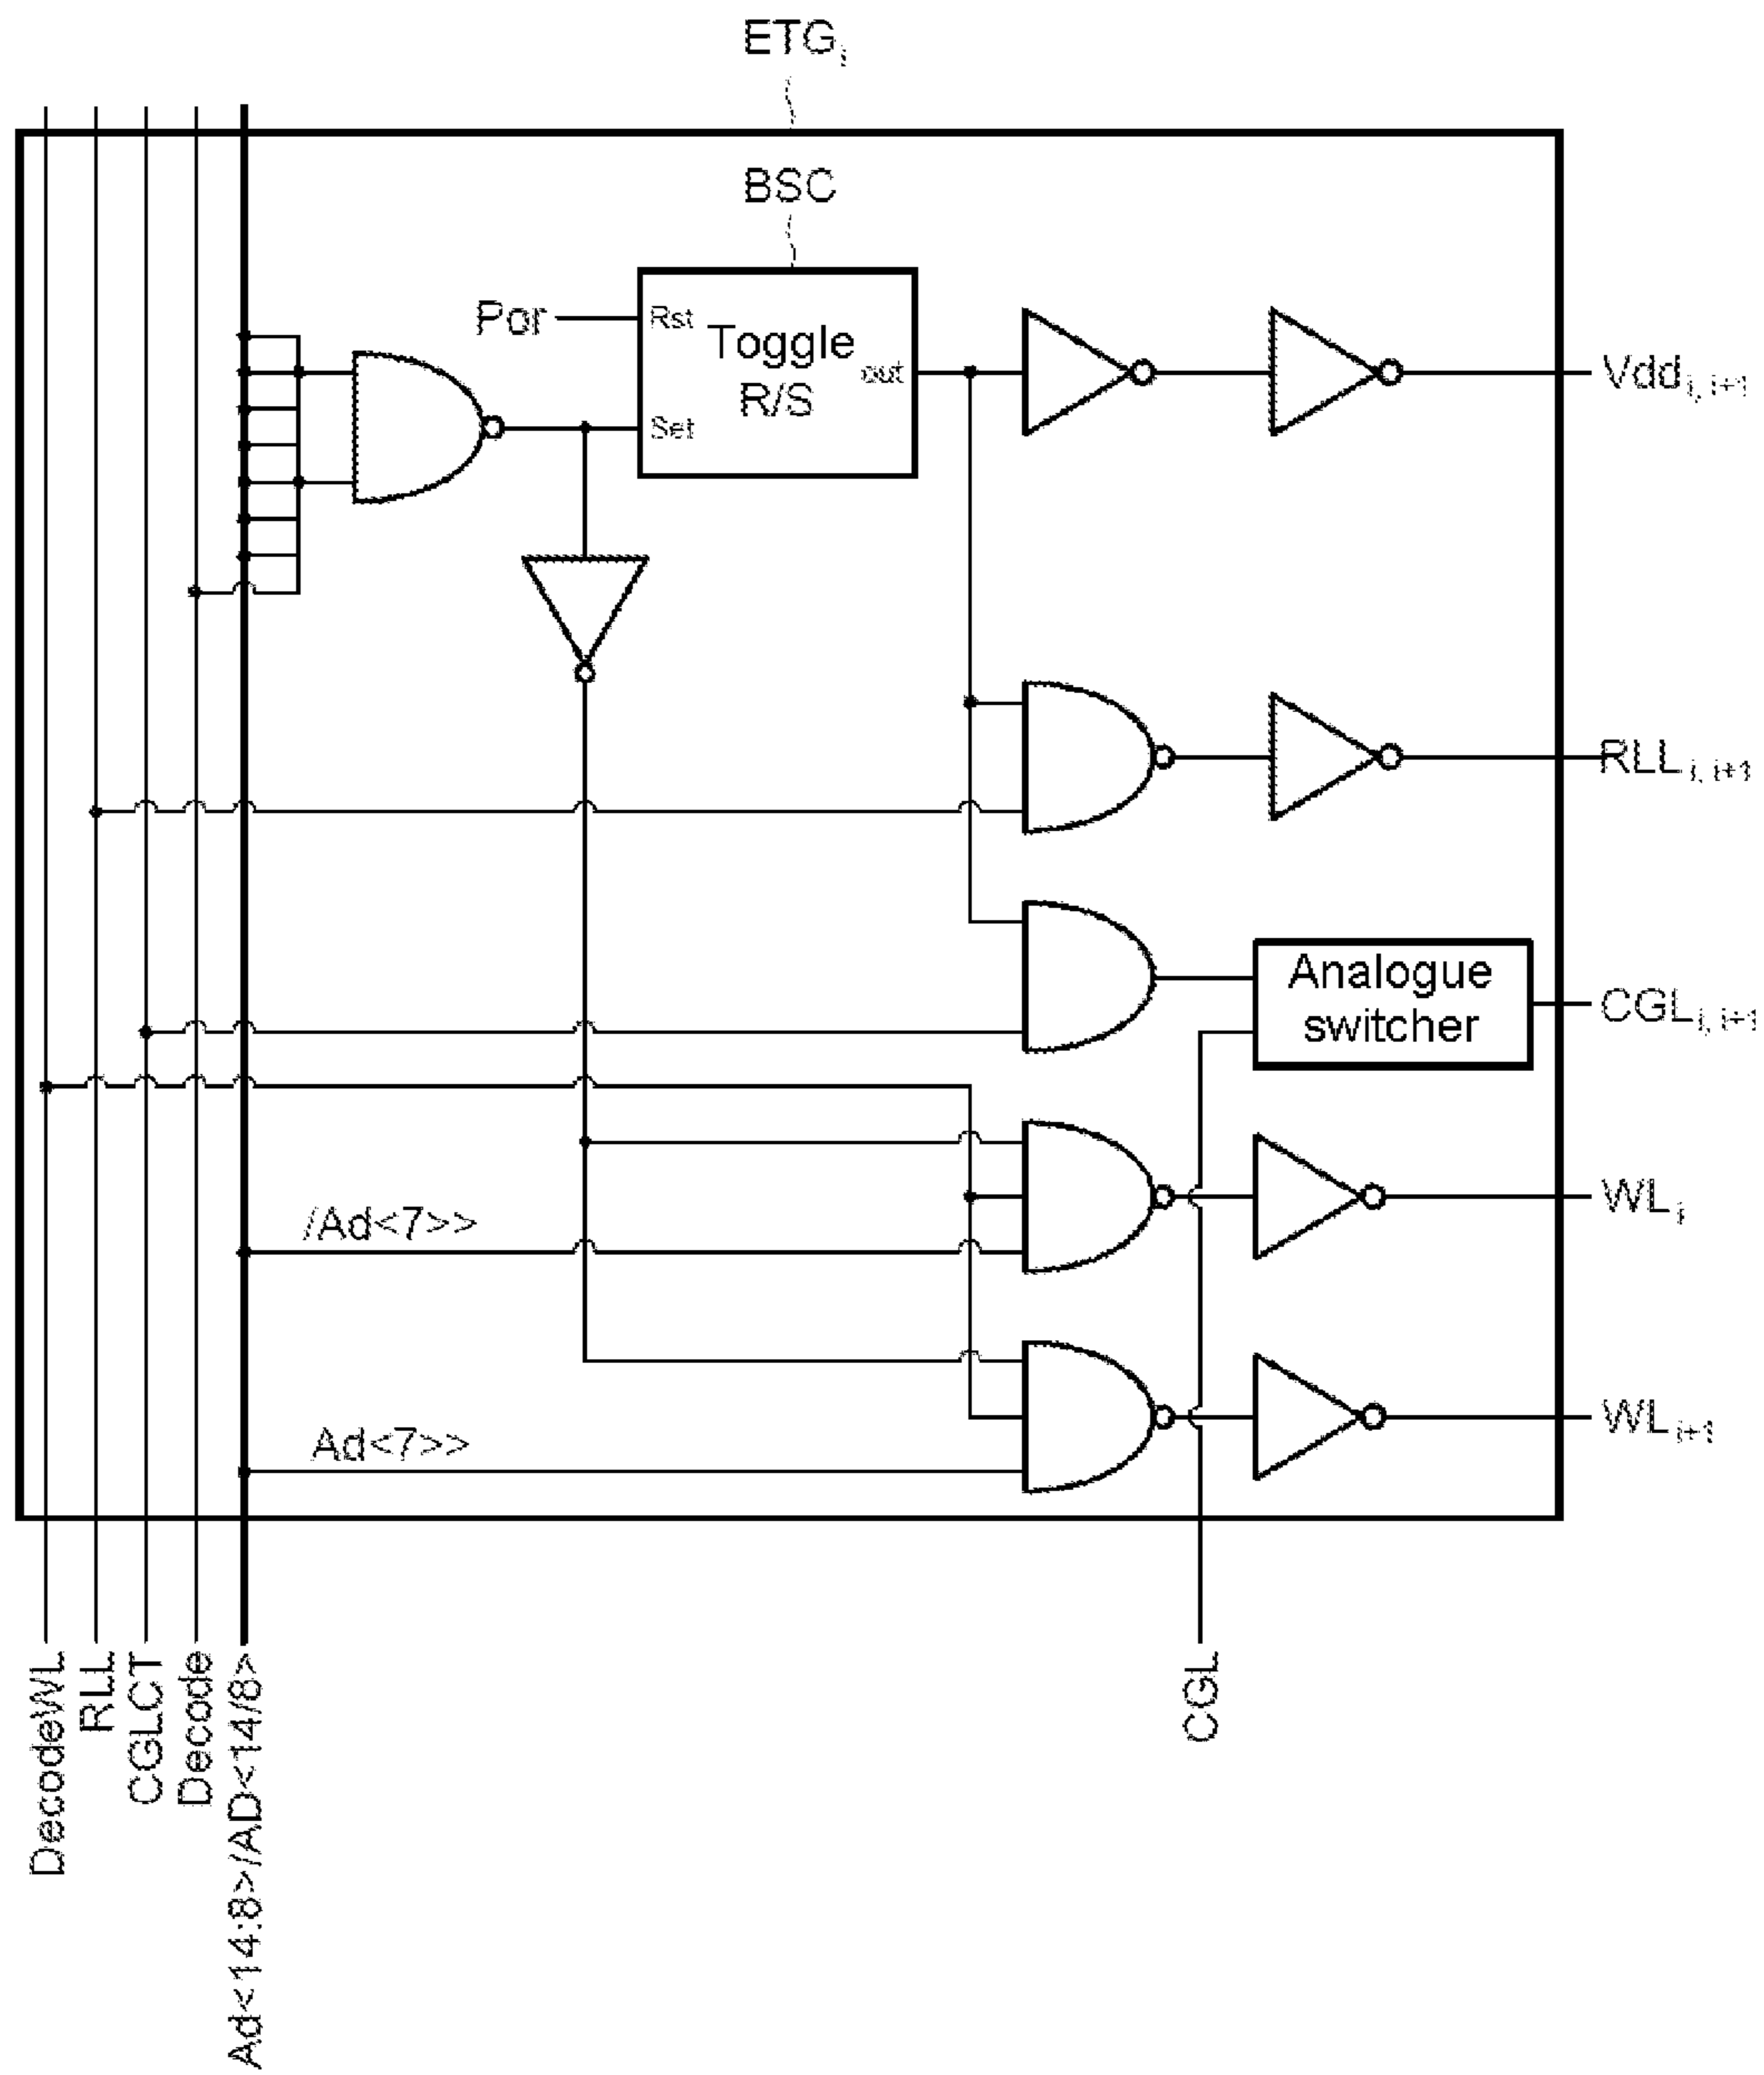 ETGi
BSC
Por
Rst
Toggle
R/S
out
Set
Vddi, i+1
RLLi, i+1
Analogue
switcher
CGLi, i+1
/Ad<7>>
WLi
Ad<7>>
WLi+1
DecodeWL
RLL
CGLCT
Decode
Ad<14:8>/AD<14/8>
CGL